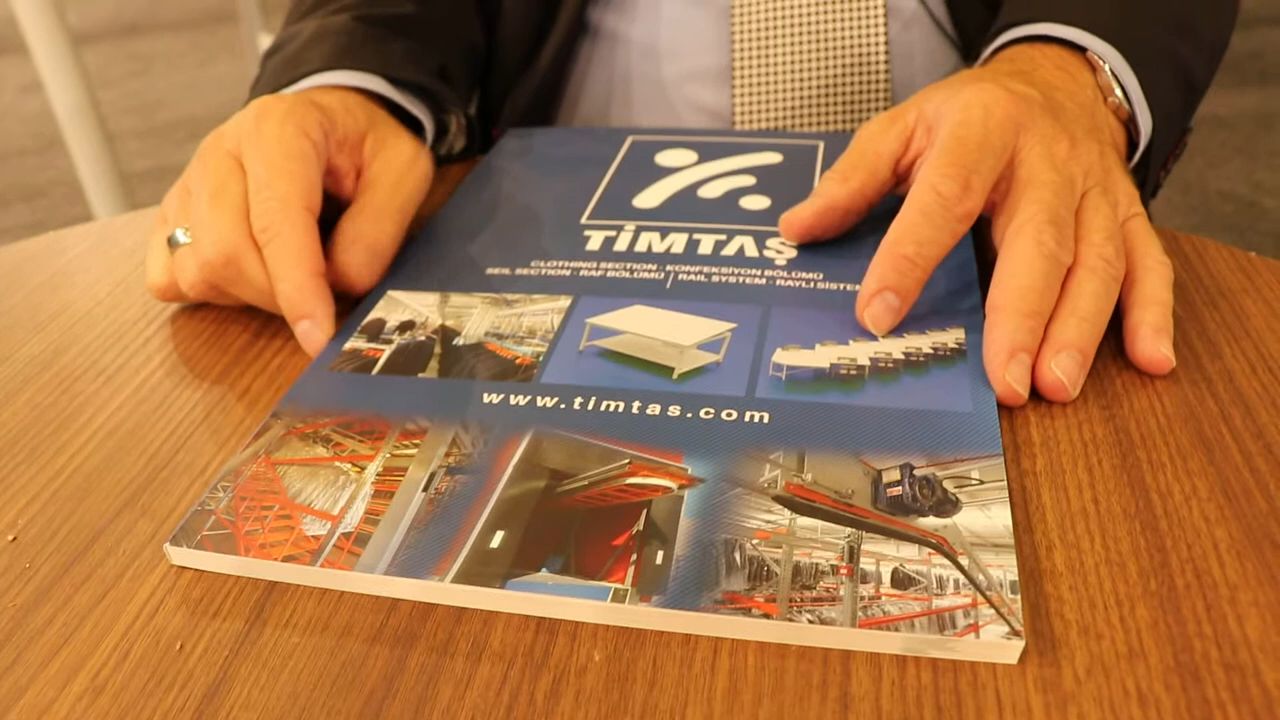 TİMTAŞ
CLOTHING SECTION - KONFEKSİYON BÖLÜMÜ
SEIL SECTION - RAF BÖLÜMÜ / RAIL SYSTEM - RAYLI SİSTEM
www.timtas.com